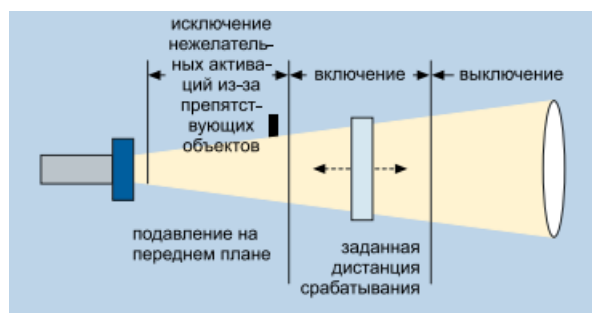 исключение
нежелатель-
ных актива-
ций из-за
препятст-
вующих
объектов
включение
выключение
подавление на
переднем плане
заданная
дистанция
срабатывания